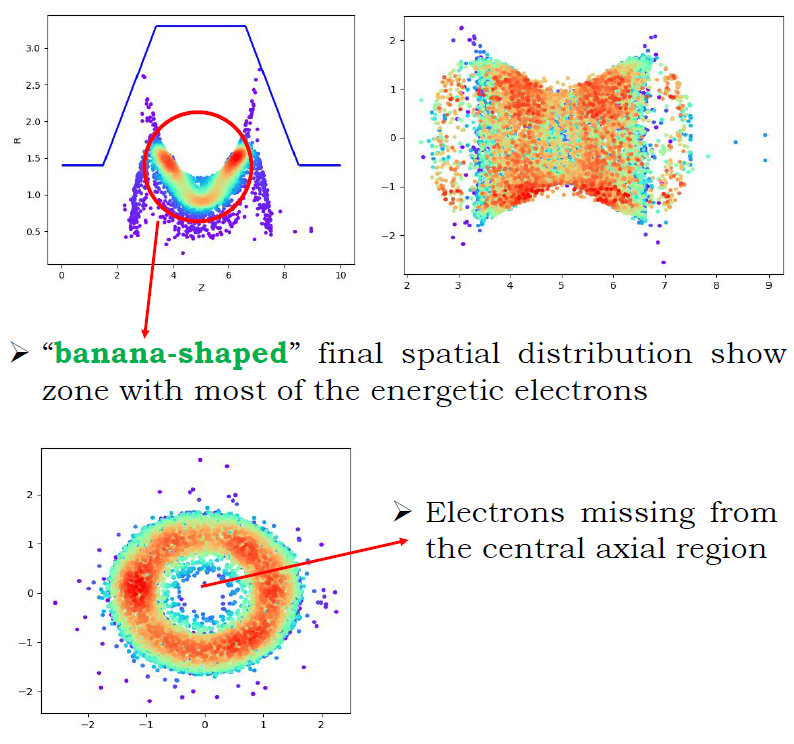 3.0
2.5
2.0
1.5
1.0
0.5
R
0 2 4 6 8 10
Z
2
1
0
−1
−2
2 3 4 5 6 7 8 9
➢ “banana-shaped” final spatial distribution show
zone with most of the energetic electrons
2
1
0
−1
−2
−2 −1 0 1 2
➢ Electrons missing from
the central axial region